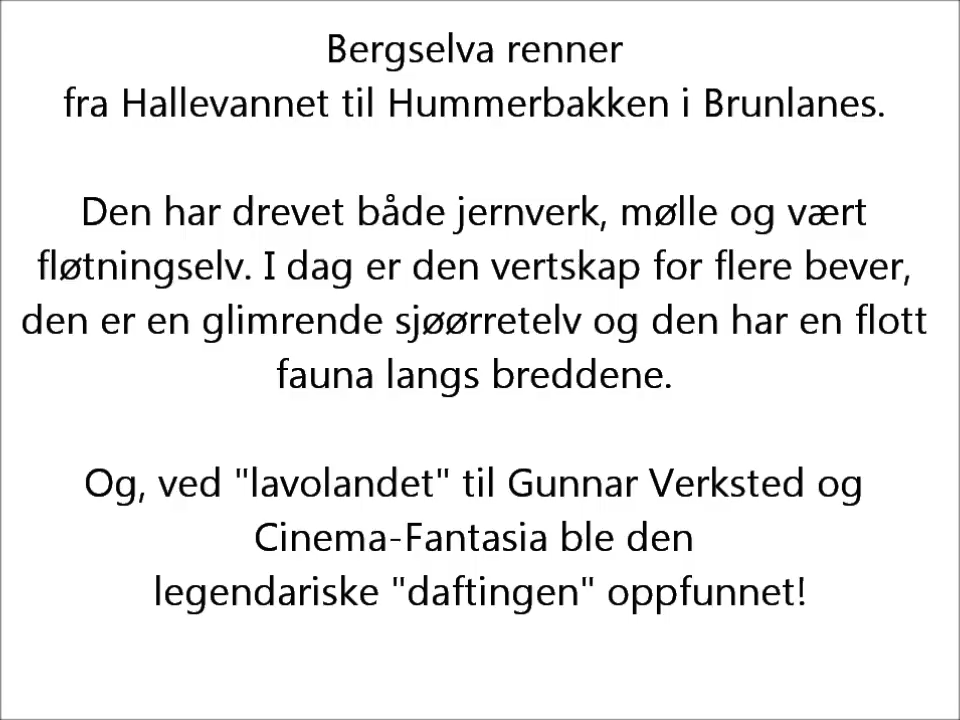 Bergselva renner
fra Hallevannet til Hummerbakken i Brunlanes.
Den har drevet både jernverk, mølle og vært
fløtningselv. I dag er den vertskap for flere bever,
den er en glimrende sjøørretelv og den har en flott
fauna langs breddene.
Og, ved "lavolandet" til Gunnar Verksted og
Cinema-Fantasia ble den
legendariske "daftingen" oppfunnet!